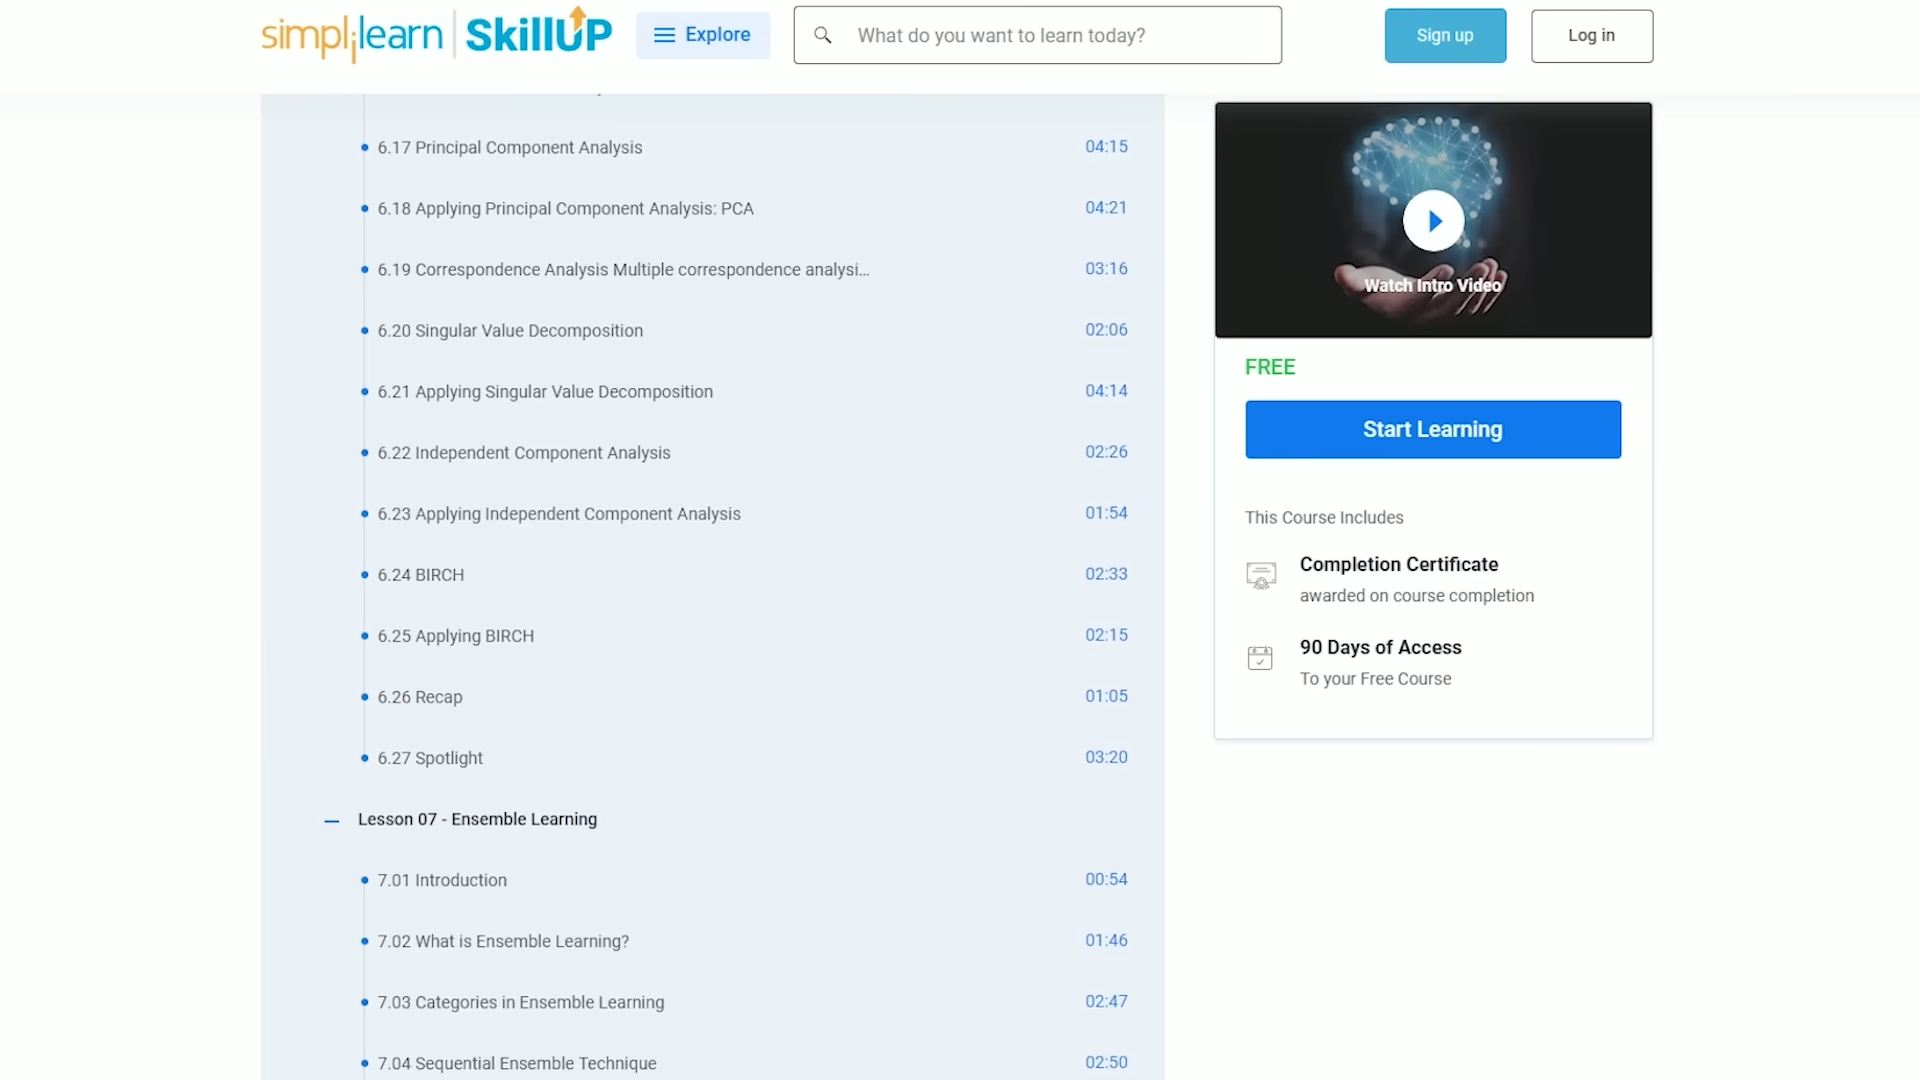 simplilearn | SkillUP
Explore
What do you want to learn today?
Sign up
Log in
6.17 Principal Component Analysis 04:15
6.18 Applying Principal Component Analysis: PCA 04:21
6.19 Correspondence Analysis Multiple correspondence analysi... 03:16
6.20 Singular Value Decomposition 02:06
6.21 Applying Singular Value Decomposition 04:14
6.22 Independent Component Analysis 02:26
6.23 Applying Independent Component Analysis 01:54
6.24 BIRCH 02:33
6.25 Applying BIRCH 02:15
6.26 Recap 01:05
6.27 Spotlight 03:20
Lesson 07 - Ensemble Learning
7.01 Introduction 00:54
7.02 What is Ensemble Learning? 01:46
7.03 Categories in Ensemble Learning 02:47
7.04 Sequential Ensemble Technique 02:50
Watch Intro Video
FREE
Start Learning
This Course Includes
Completion Certificate
awarded on course completion
90 Days of Access
To your Free Course